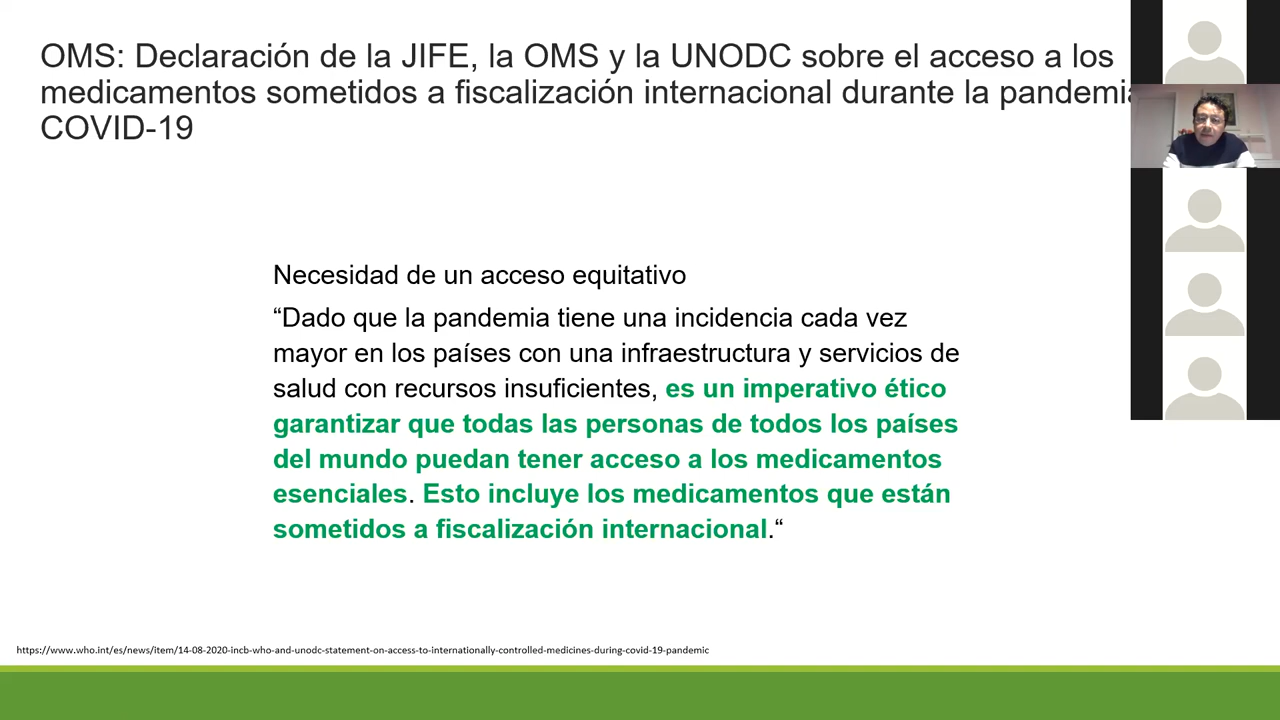 OMS: Declaración de la JIFE, la OMS y la UNODC sobre el acceso a los
medicamentos sometidos a fiscalización internacional durante la pandemia
COVID-19
Necesidad de un acceso equitativo
“Dado que la pandemia tiene una incidencia cada vez
mayor en los países con una infraestructura y servicios de
salud con recursos insuficientes, es un imperativo ético
garantizar que todas las personas de todos los países
del mundo puedan tener acceso a los medicamentos
esenciales. Esto incluye los medicamentos que están
sometidos a fiscalización internacional.“
https://www.who.int/es/news/item/14-08-2020-incb-who-and-unodc-statement-on-access-to-internationally-controlled-medicines-during-covid-19-pandemic